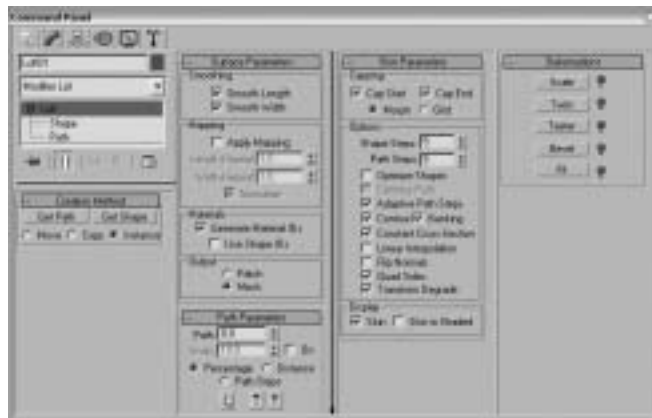 Command Panel
Loft01
Modifier List
Loft
Shape
Path
Creation Method
Get Path Get Shape
Move Copy Instance
Surface Parameters
Smoothing
Smooth Length
Smooth Width
Mapping
Apply Mapping
Normalize
Materials
Generate Material IDs
Use Shape IDs
Output
Patch
Mesh
Path Parameters
Path: 0.0
On
Percentage Distance
Path Steps
Skin Parameters
Capping
Cap Start Cap End
Morph Grid
Options
Shape Steps: 5
Path Steps: 5
Optimize Shapes
Adaptive Path Steps
Contour Banking
Constant Cross-Section
Linear Interpolation
Flip Normals
Quad Sides
Transform Degrade
Display
Skin Skin in Shaded
Deformations
Scale
Twist
Teeter
Bevel
Fit